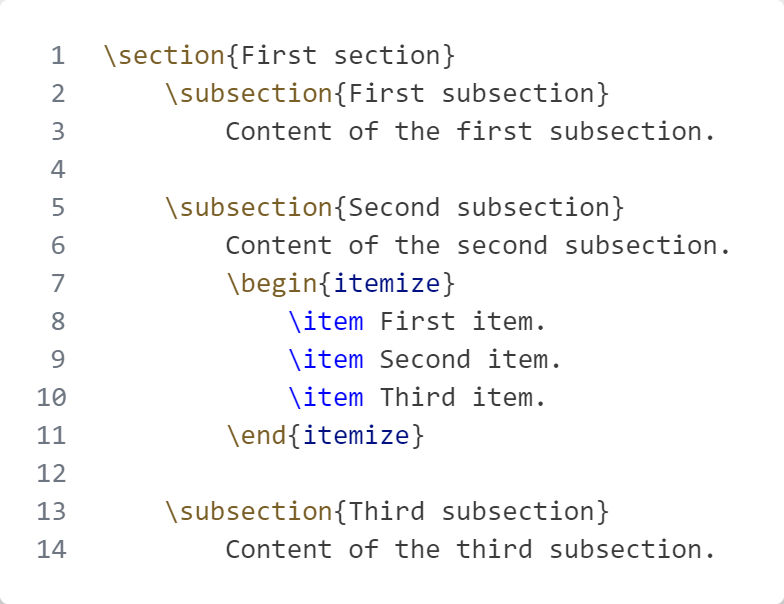 1 \section{First section}
2     \subsection{First subsection}
3         Content of the first subsection.
4
5     \subsection{Second subsection}
6         Content of the second subsection.
7         \begin{itemize}
8             \item First item.
9             \item Second item.
10             \item Third item.
11         \end{itemize}
12
13     \subsection{Third subsection}
14         Content of the third subsection.